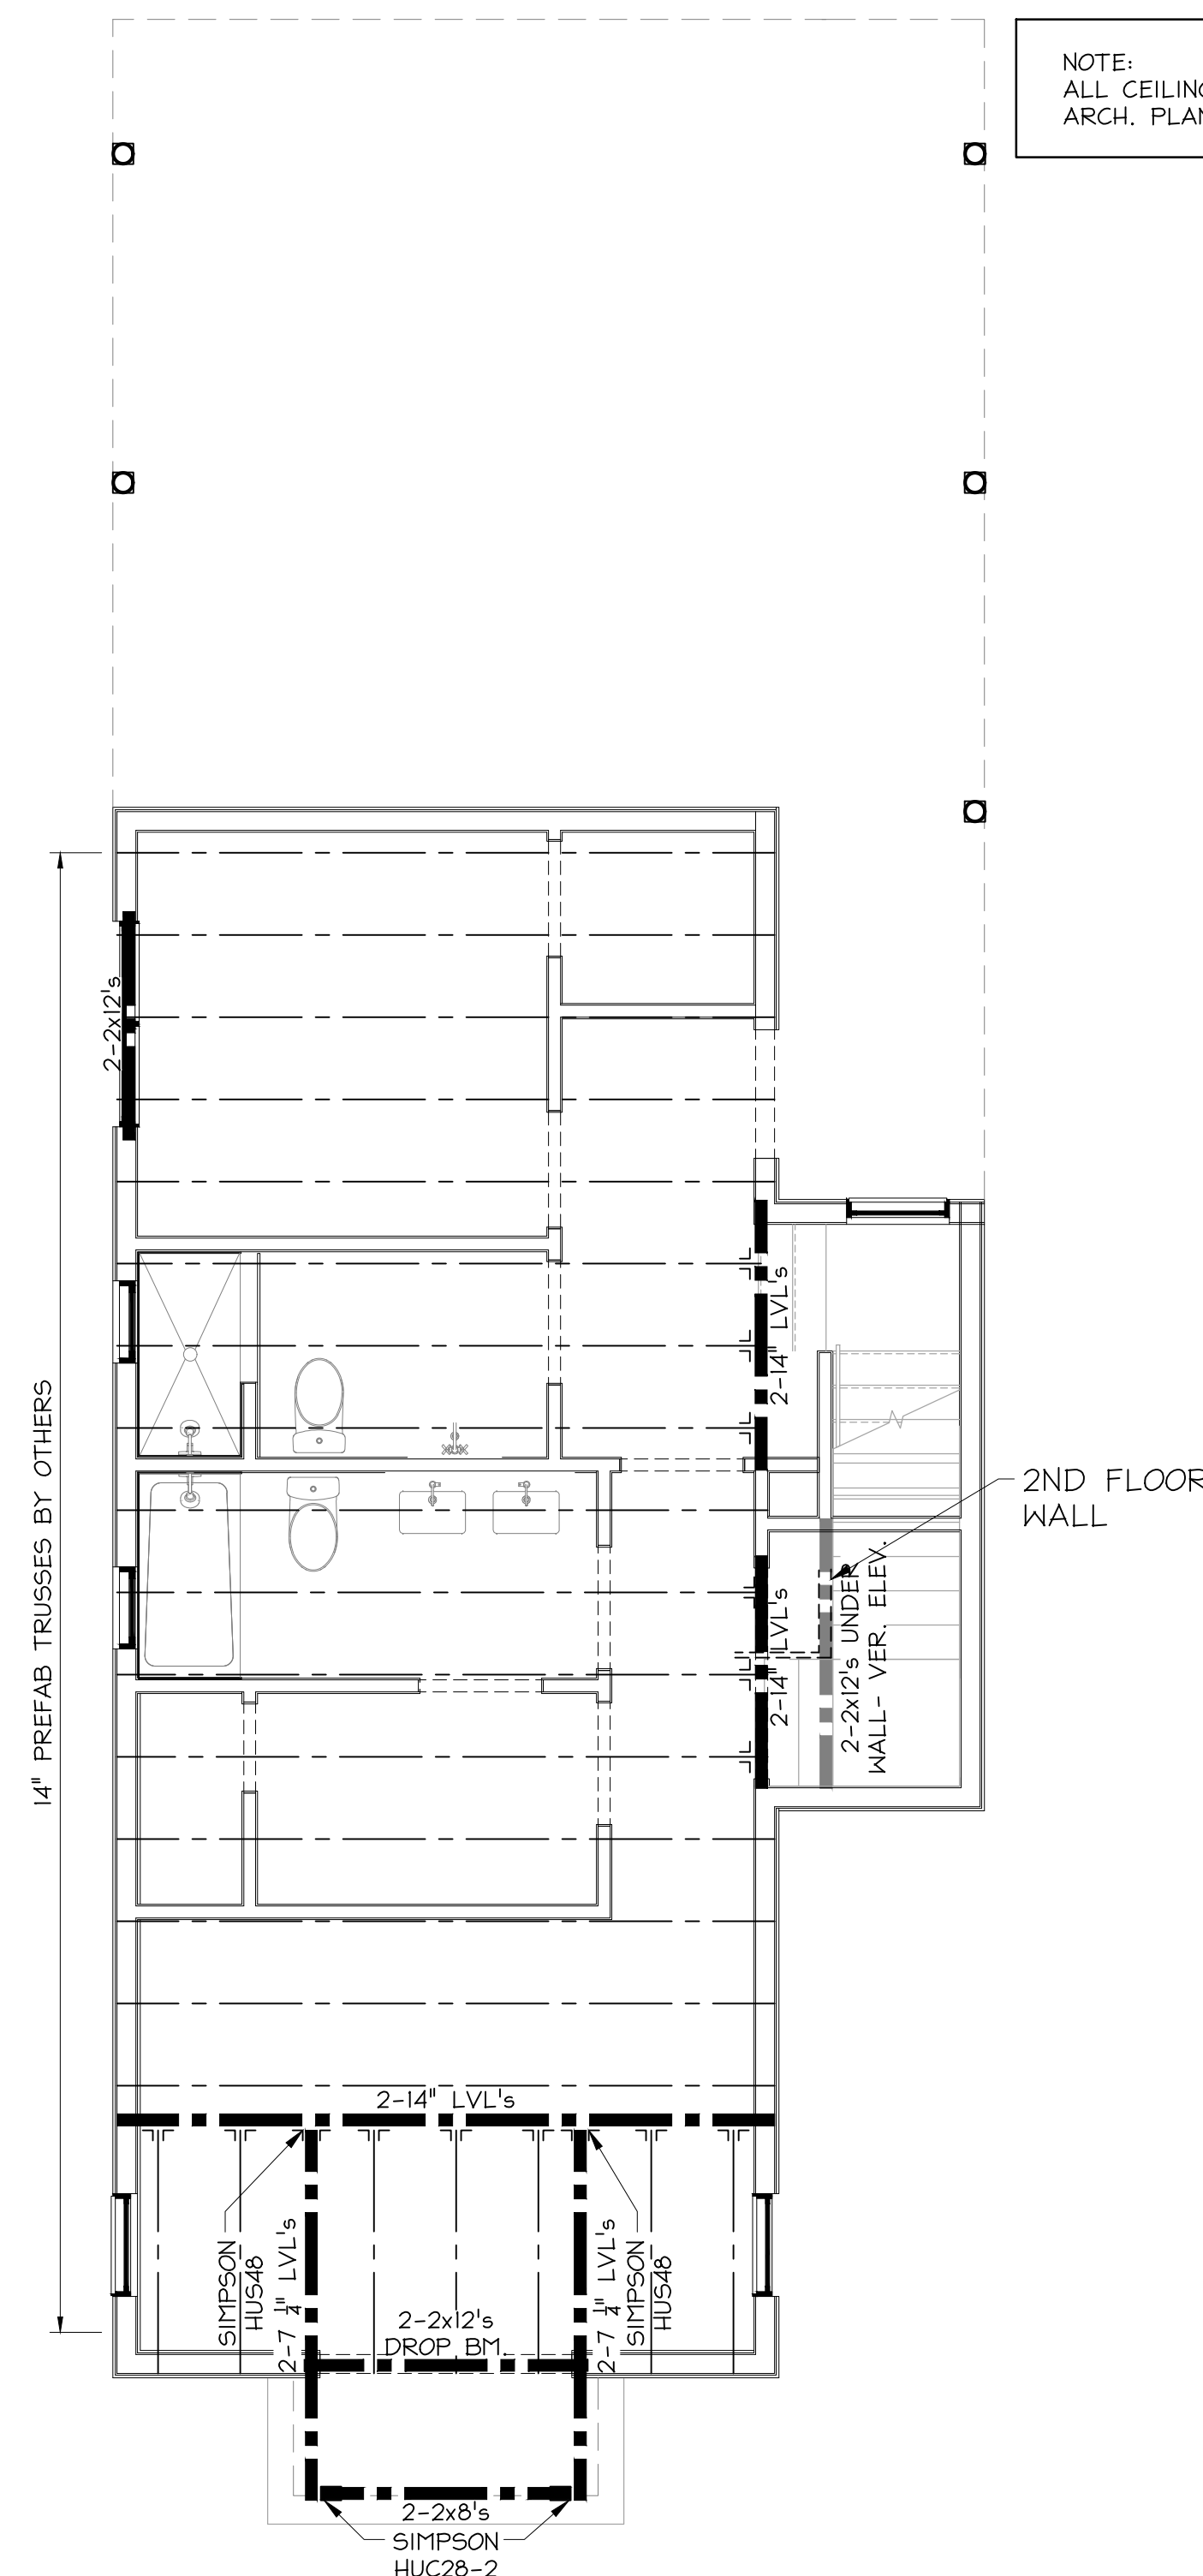 NOTE:
ALL CEILING
ARCH. PLAN
2-2x12's
14" PREFAB TRUSSES BY OTHERS
2-14" LVL's
2ND FLOOR
WALL
2-14" LVL's
2-2x12's UNDER
WALL- VER. ELEV.
2-14" LVL's
SIMPSON
HUS48
2-7 1/4" LVL's
2-2x12's
DROP BM.
2-7 1/4" LVL's
SIMPSON
HUS48
2-2x8's
SIMPSON
HUC28-2